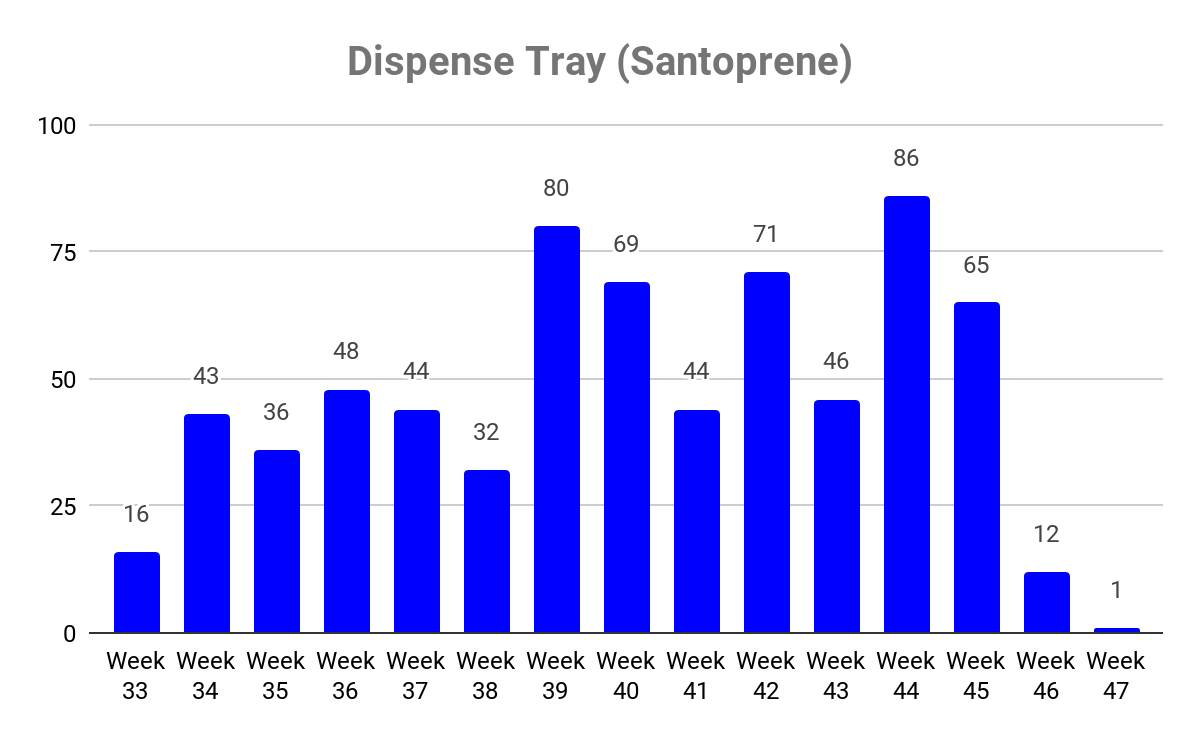 Dispense Tray (Santoprene)
100
75
50
25
0
16
43
36
48
44
32
80
69
44
71
46
86
65
12
1
Week 33
Week 34
Week 35
Week 36
Week 37
Week 38
Week 39
Week 40
Week 41
Week 42
Week 43
Week 44
Week 45
Week 46
Week 47